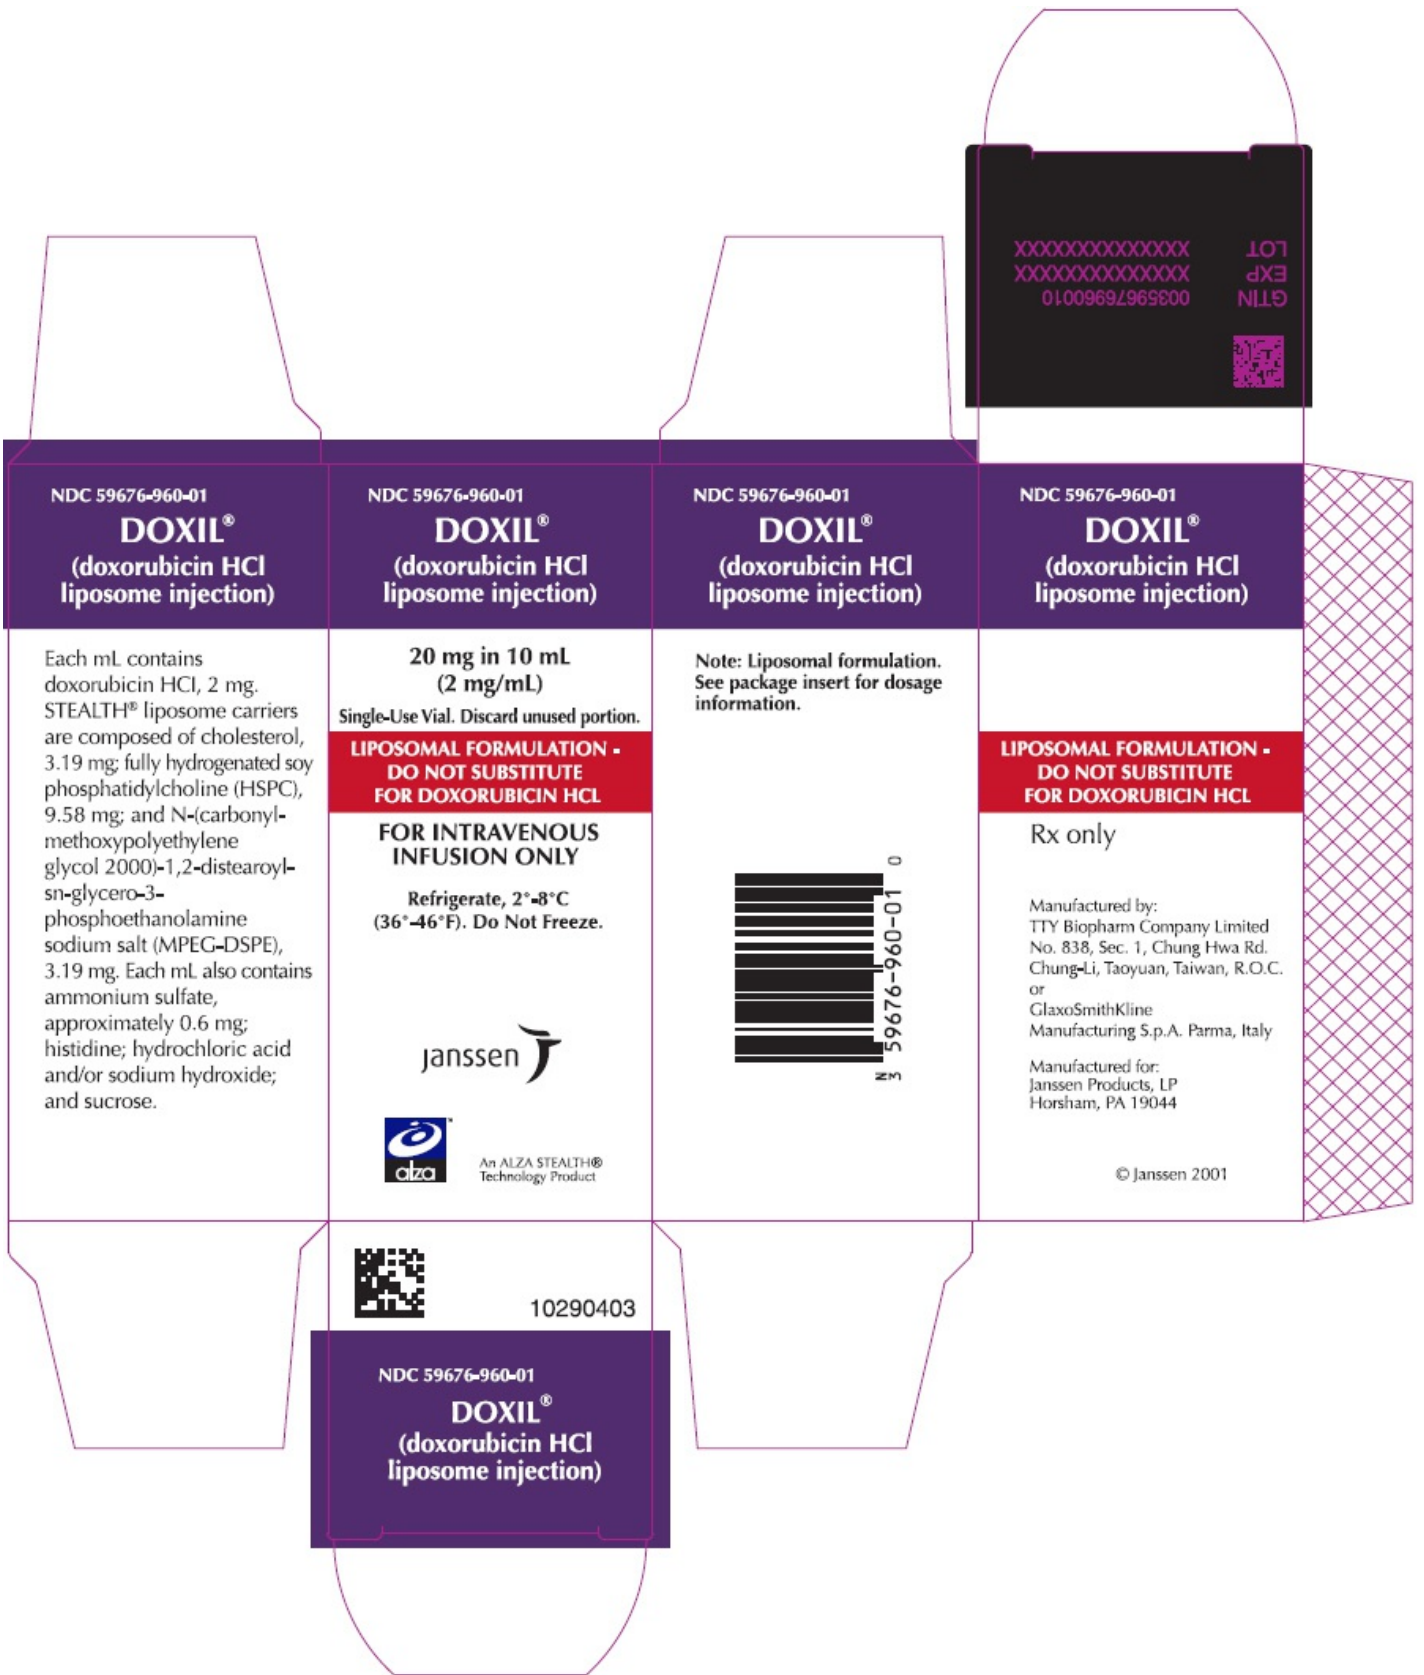 LOT XXXXXXXXXXXXXX
EXP XXXXXXXXXXXXXX
GTIN 00359676960010
NDC 59676-960-01
DOXIL®
(doxorubicin HCl
liposome injection)
Each mL contains
doxorubicin HCl, 2 mg.
STEALTH® liposome carriers
are composed of cholesterol,
3.19 mg; fully hydrogenated soy
phosphatidylcholine (HSPC),
9.58 mg; and N-(carbonyl-
methoxypolyethylene
glycol 2000)-1,2-distearoyl-
sn-glycero-3-
phosphoethanolamine
sodium salt (MPEG-DSPE),
3.19 mg. Each mL also contains
ammonium sulfate,
approximately 0.6 mg;
histidine; hydrochloric acid
and/or sodium hydroxide;
and sucrose.
NDC 59676-960-01
DOXIL®
(doxorubicin HCl
liposome injection)
20 mg in 10 mL
(2 mg/mL)
Single-Use Vial. Discard unused portion.
LIPOSOMAL FORMULATION -
DO NOT SUBSTITUTE
FOR DOXORUBICIN HCL
FOR INTRAVENOUS
INFUSION ONLY
Refrigerate, 2°-8°C
(36°-46°F). Do Not Freeze.
janssen
alza™
An ALZA STEALTH®
Technology Product
NDC 59676-960-01
DOXIL®
(doxorubicin HCl
liposome injection)
Note: Liposomal formulation.
See package insert for dosage
information.
N
3 59676-960-01 0
NDC 59676-960-01
DOXIL®
(doxorubicin HCl
liposome injection)
LIPOSOMAL FORMULATION -
DO NOT SUBSTITUTE
FOR DOXORUBICIN HCL
Rx only
Manufactured by:
TTY Biopharm Company Limited
No. 838, Sec. 1, Chung Hwa Rd.
Chung-Li, Taoyuan, Taiwan, R.O.C.
or
GlaxoSmithKline
Manufacturing S.p.A. Parma, Italy
Manufactured for:
Janssen Products, LP
Horsham, PA 19044
© Janssen 2001
10290403
NDC 59676-960-01
DOXIL®
(doxorubicin HCl
liposome injection)